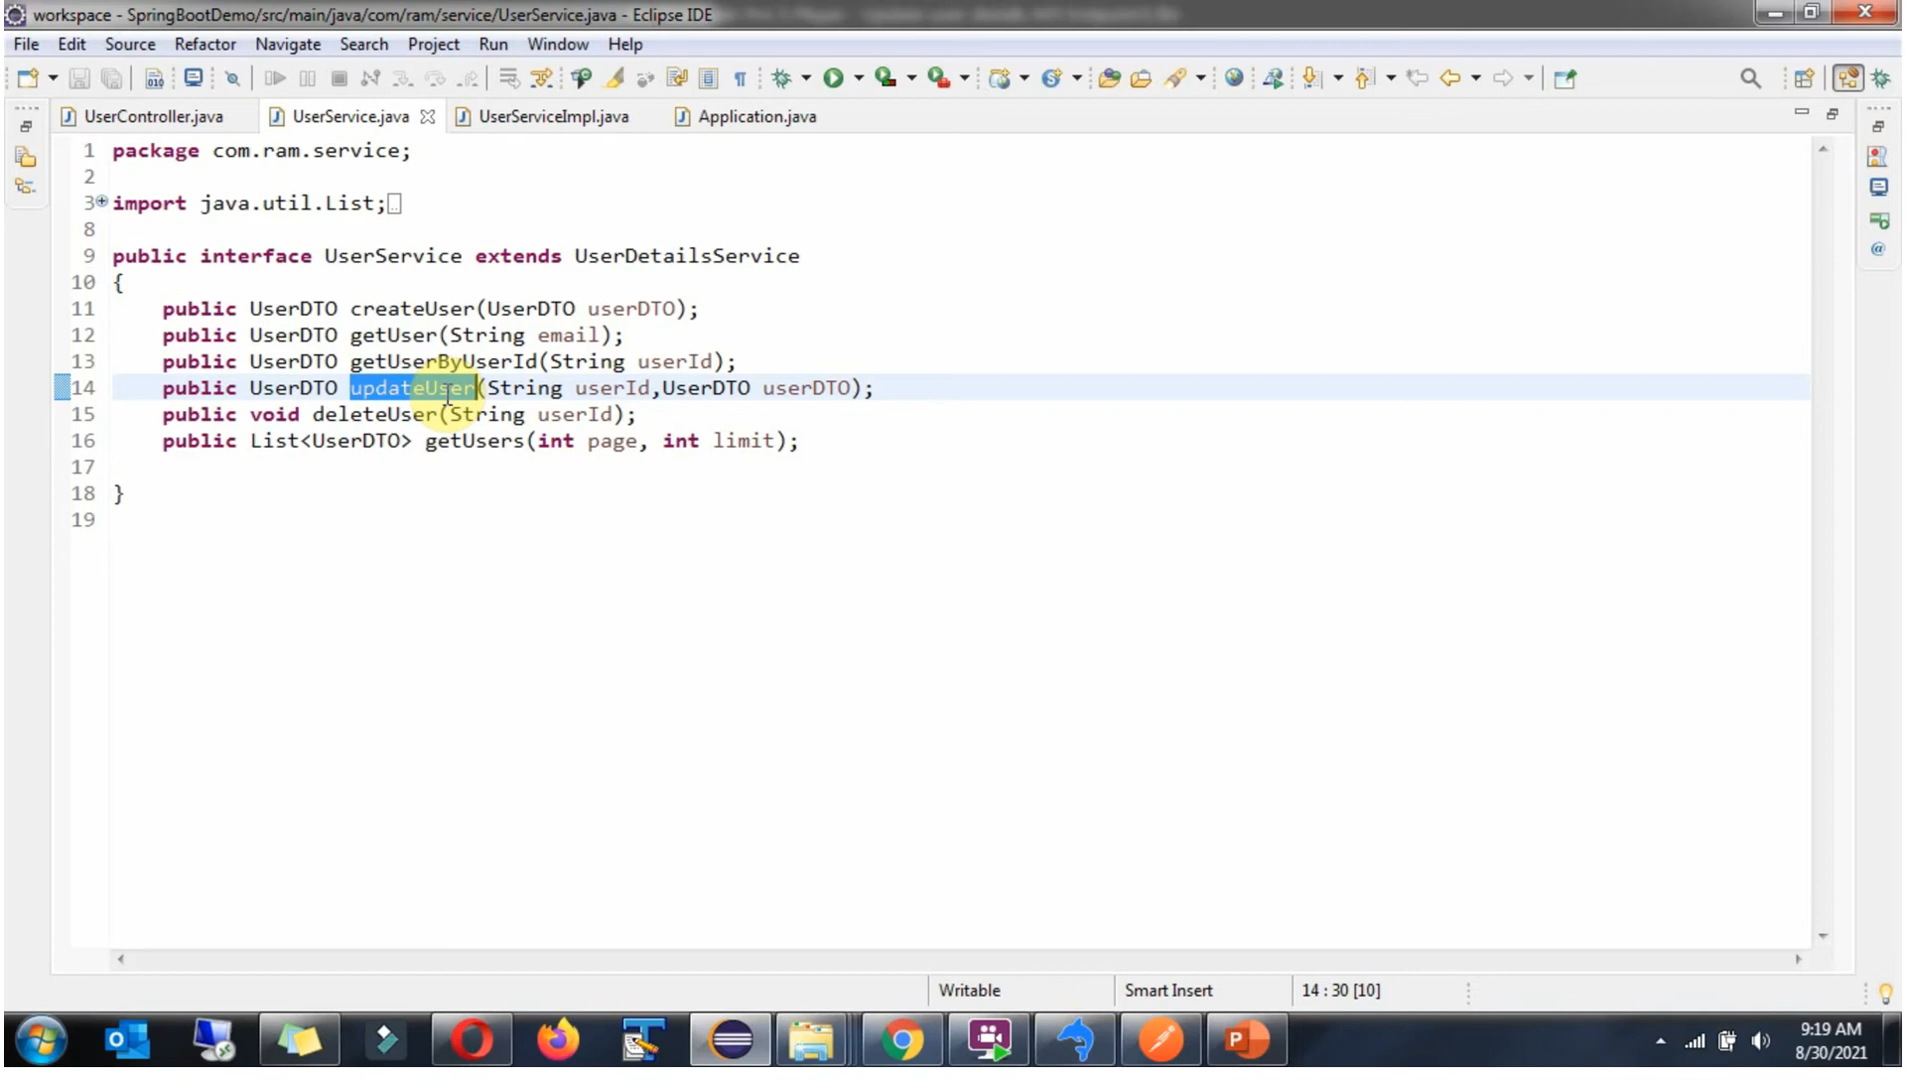 workspace - SpringBootDemo/src/main/java/com/ram/service/UserService.java - Eclipse IDE
File Edit Source Refactor Navigate Search Project Run Window Help
UserController.java UserService.java UserServiceImpl.java Application.java
1 package com.ram.service;
2
3 import java.util.List;
8
9 public interface UserService extends UserDetailsService
10 {
11 public UserDTO createUser(UserDTO userDTO);
12 public UserDTO getUser(String email);
13 public UserDTO getUserByUserId(String userId);
14 public UserDTO updateUser(String userId,UserDTO userDTO);
15 public void deleteUser(String userId);
16 public List<UserDTO> getUsers(int page, int limit);
17
18 }
19
Writable Smart Insert 14 : 30 [10]
9:19 AM
8/30/2021